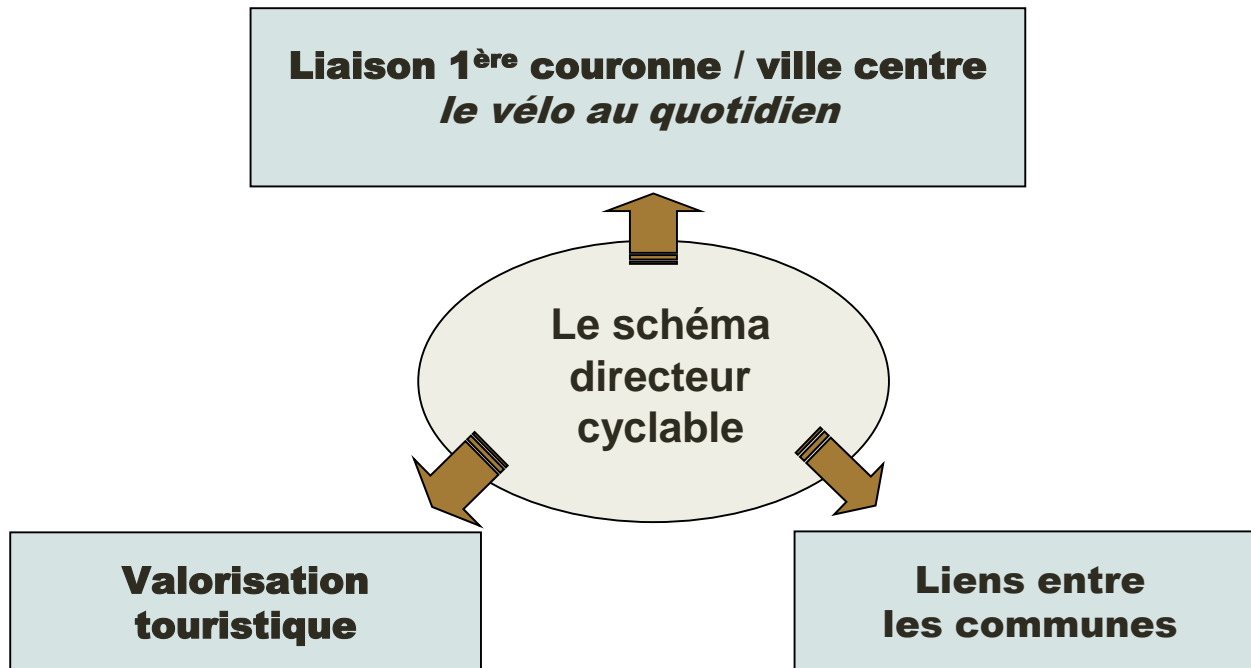 Liaison 1ère couronne / ville centre
le vélo au quotidien
Le schéma
directeur
cyclable
Valorisation
touristique
Liens entre
les communes